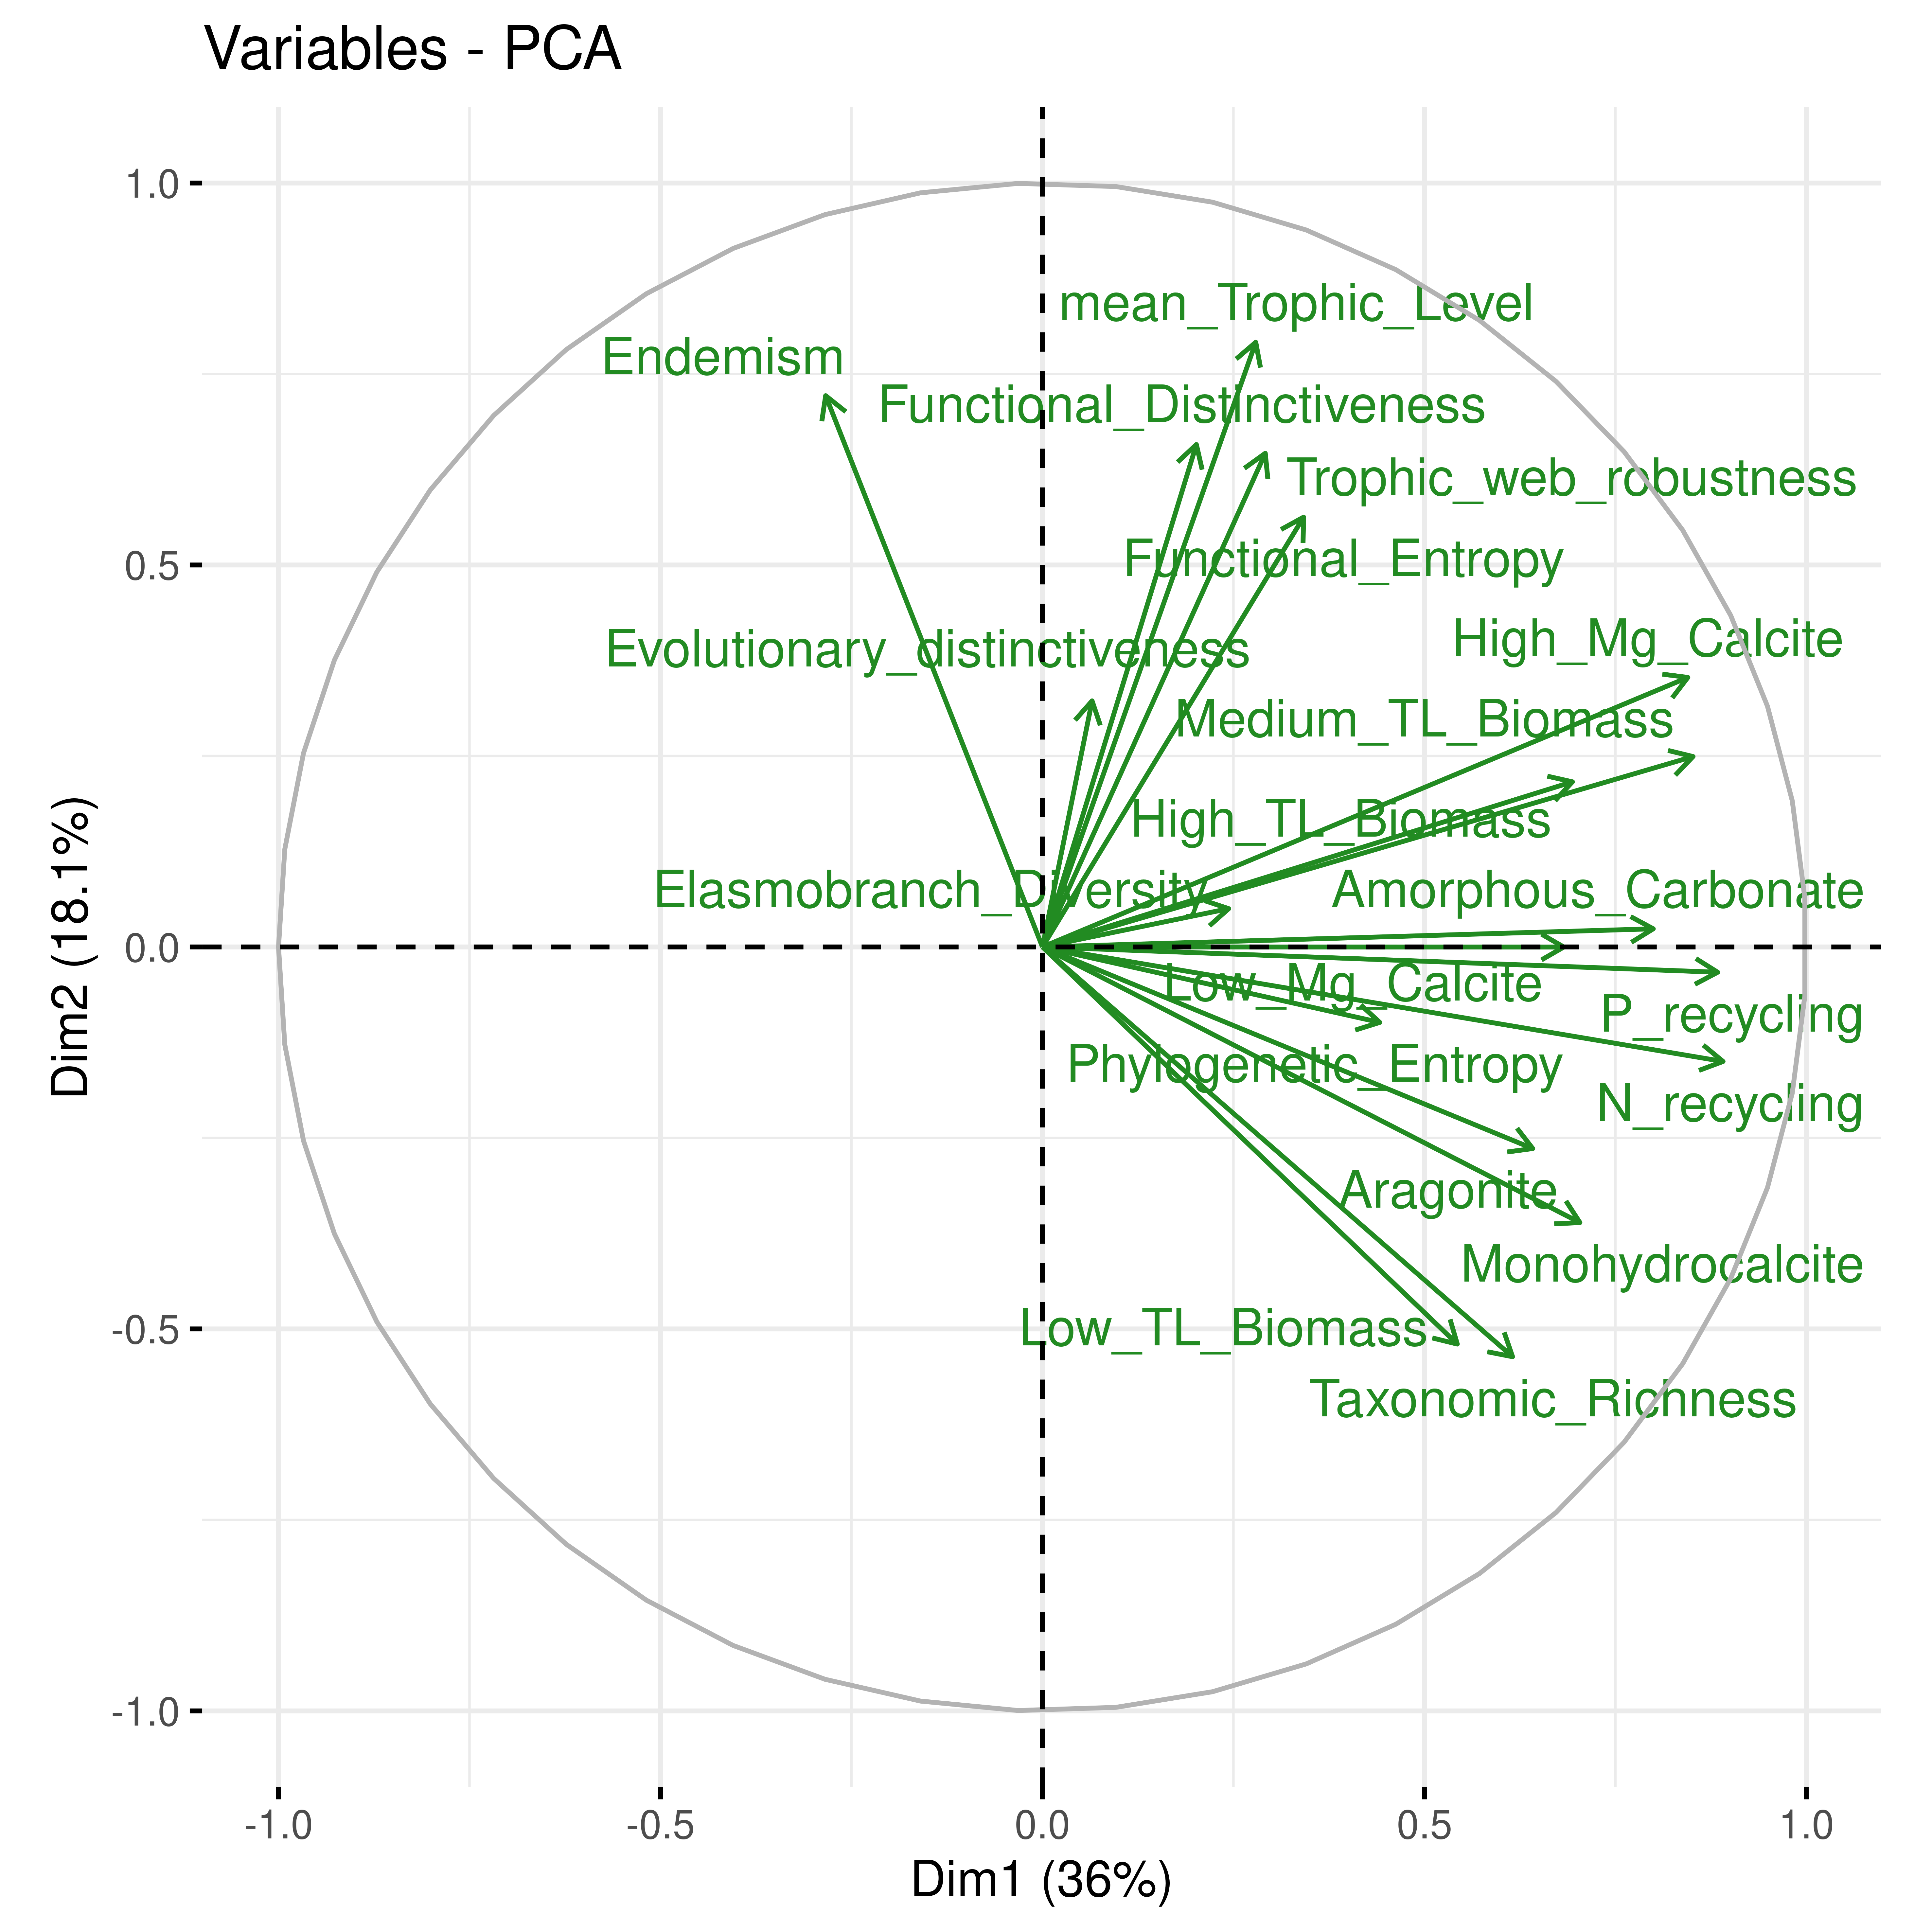 Variables - PCA
1.0
mean_Trophic_Level
Endemism
Functional_Distinctiveness
Trophic_web_robustness
0.5
Functional_Entropy
High_Mg_Calcite
Evolutionary_distinctiveness
Medium_TL_Biomass
High_TL_Biomass
Elasmobranch_Diversity
Amorphous_Carbonate
0.0
Low_Mg_Calcite
P_recycling
Phylogenetic_Entropy
N_recycling
Aragonite
Monohydrocalcite
-0.5
Low_TL_Biomass
Taxonomic_Richness
-1.0
Dim2 (18.1%)
-1.0 -0.5 0.0 0.5 1.0
Dim1 (36%)